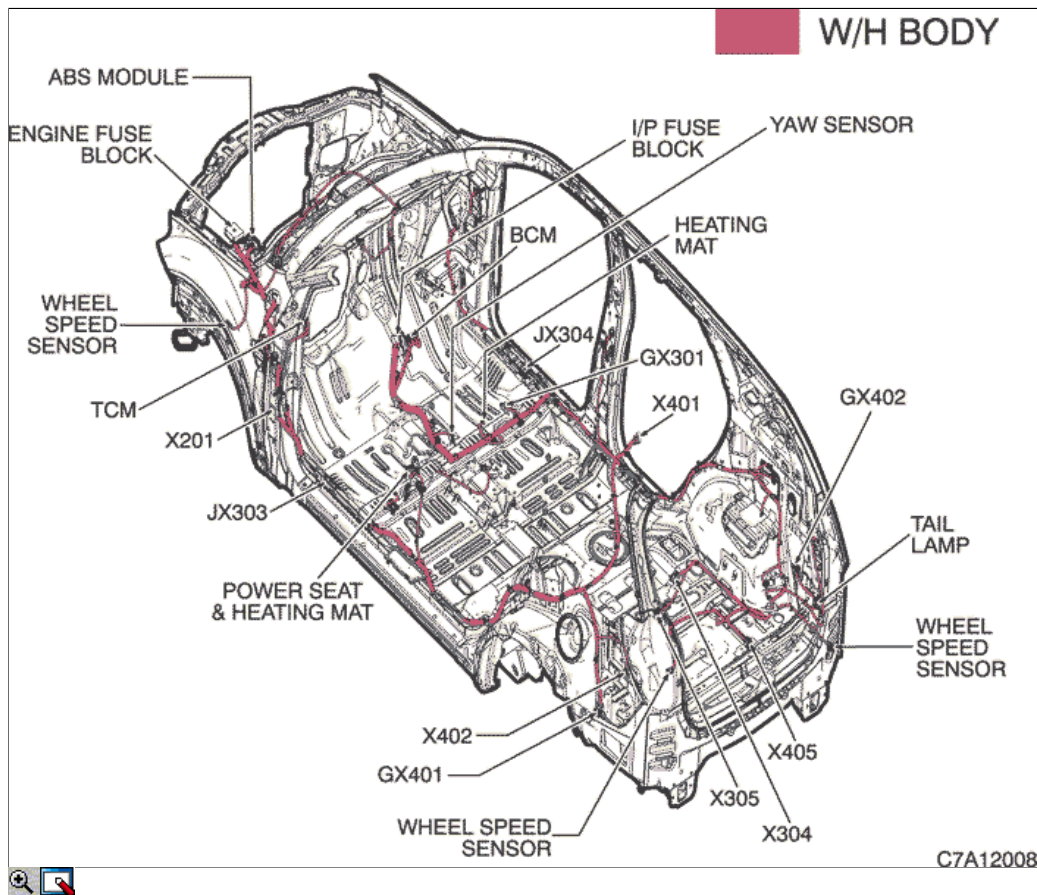 W/H BODY
ABS MODULE
ENGINE FUSE
BLOCK
I/P FUSE
BLOCK
YAW SENSOR
BCM
HEATING
MAT
WHEEL
SPEED
SENSOR
JX304
GX301
TCM
X401
GX402
X201
JX303
TAIL
LAMP
POWER SEAT
& HEATING MAT
WHEEL
SPEED
SENSOR
X402
X405
GX401
X305
WHEEL SPEED
SENSOR
X304
C7A12008